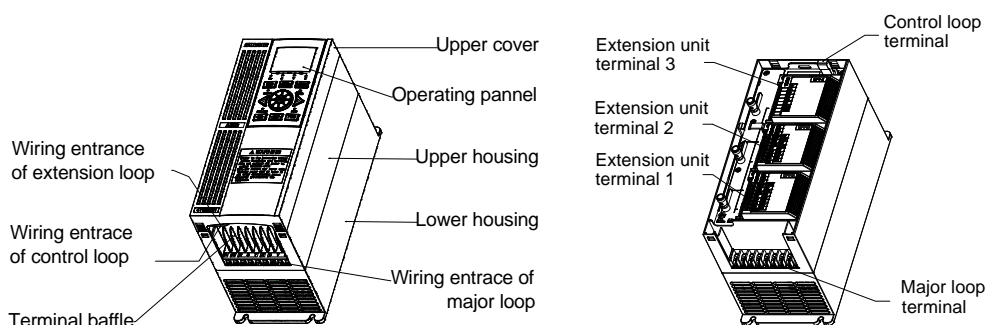 Upper cover
Operating pannel
Upper housing
Lower housing
Wiring entrace of
major loop
Wiring entrance
of extension loop
Wiring entrace
of control loop
Terminal baffle
Control loop
terminal
Extension unit
terminal 3
Extension unit
terminal 2
Extension unit
terminal 1
Major loop
terminal